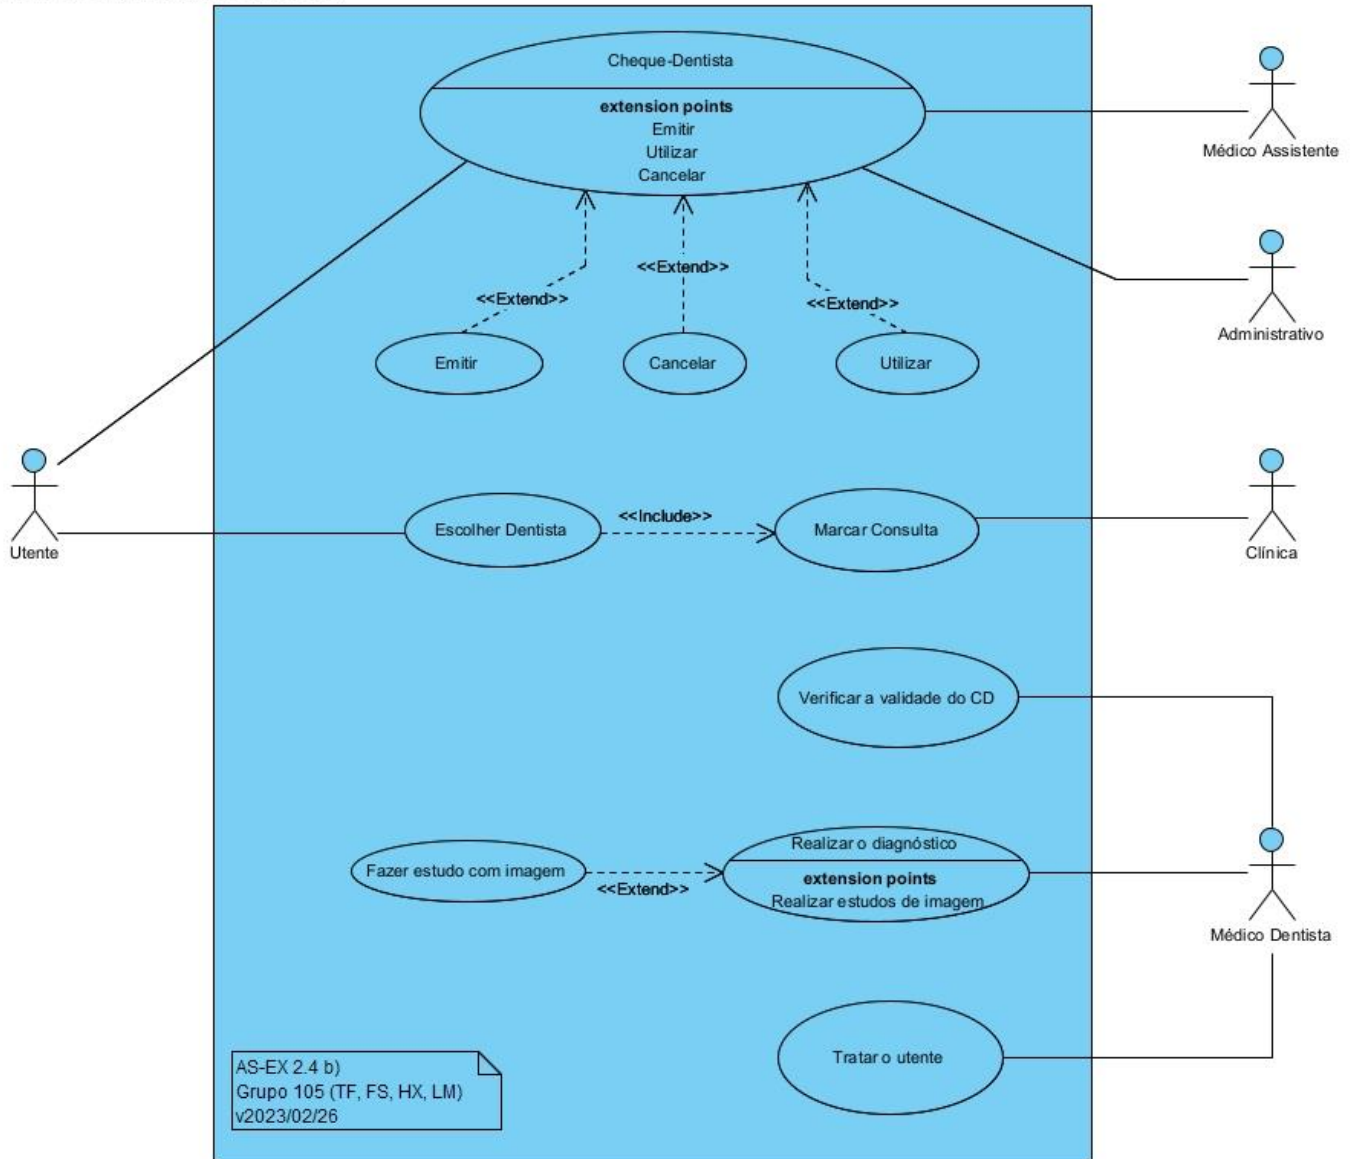 Cheque-Dentista
extension points
Emitir
Utilizar
Cancelar
Médico Assistente
Administrativo
<<Extend>>
<<Extend>>
<<Extend>>
Emitir
Cancelar
Utilizar
Utente
Escolher Dentista
<<Include>>
Marcar Consulta
Clínica
Verificar a validade do CD
Fazer estudo com imagem
<<Extend>>
Realizar o diagnóstico
extension points
Realizar estudos de imagem
Médico Dentista
Tratar o utente
AS-EX 2.4 b)
Grupo 105 (TF, FS, HX, LM)
v2023/02/26